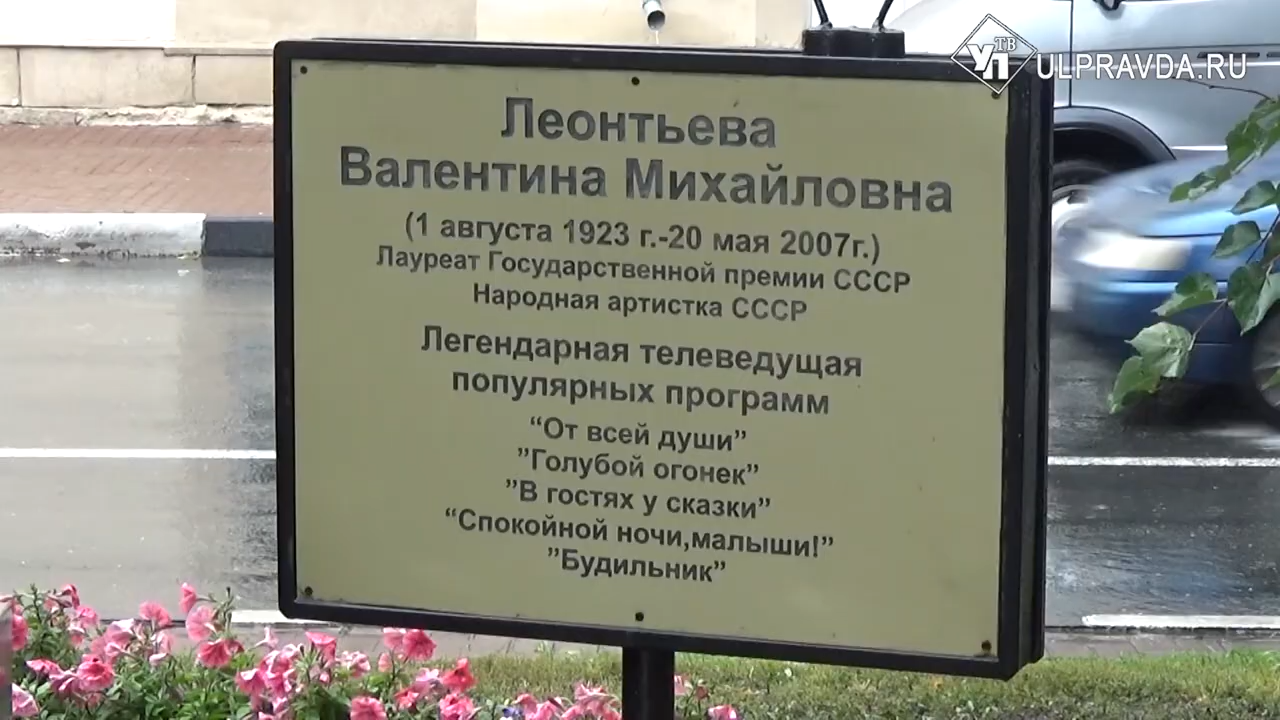 УП ТВ ULPRAVDA.RU
Леонтьева
Валентина Михайловна
(1 августа 1923 г.-20 мая 2007г.)
Лауреат Государственной премии СССР
Народная артистка СССР
Легендарная телеведущая
популярных программ
“От всей души”
”Голубой огонек”
”В гостях у сказки”
“Спокойной ночи,малыши!”
”Будильник”